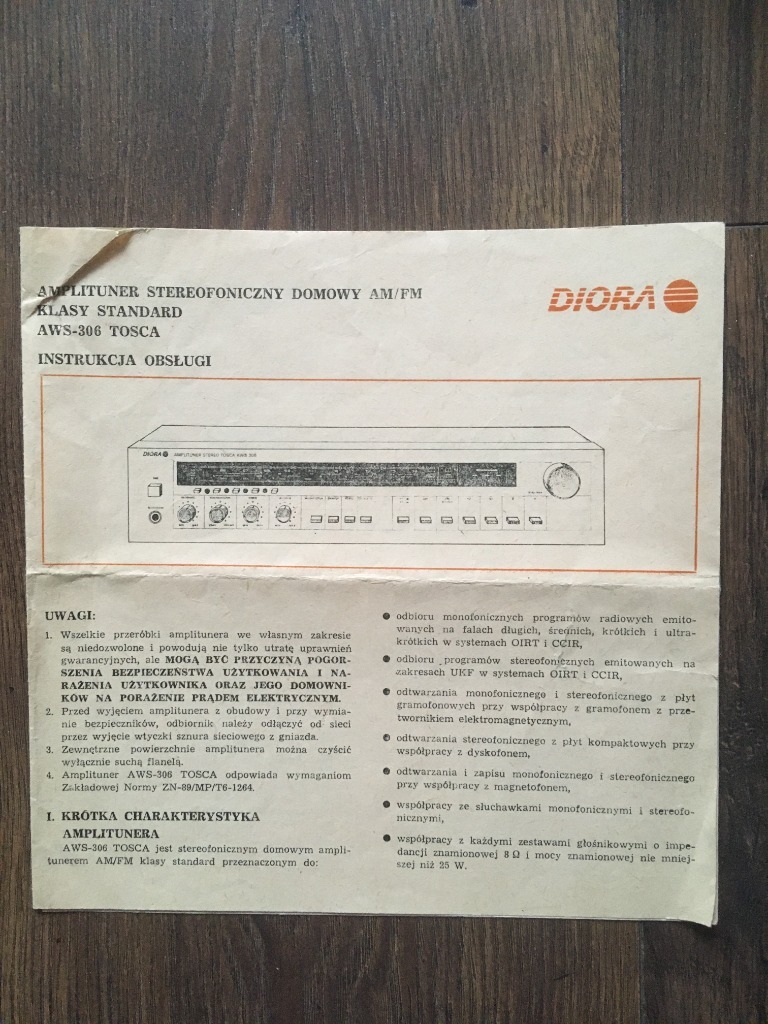 AMPLITUNER STEREOFONICZNY DOMOWY AM/FM
KLASY STANDARD
AWS-306 TOSCA
INSTRUKCJA OBSŁUGI
DIORA
DIORA AMPLITUNER STEREO TOSCA AWS 306
UWAGI:
1. Wszelkie przeróbki amplitunera we własnym zakresie
są niedozwolone i powodują nie tylko utratę uprawnień
gwarancyjnych, ale MOGĄ BYĆ PRZYCZYNĄ POGOR-
SZENIA BEZPIECZEŃSTWA UŻYTKOWANIA I NA-
RAŻENIA UŻYTKOWNIKA ORAZ JEGO DOMOWNI-
KÓW NA PORAŻENIE PRĄDEM ELEKTRYCZNYM.
2. Przed wyjęciem amplitunera z obudowy i przy wymia-
nie bezpieczników, odbiornik należy odłączyć od sieci
przez wyjęcie wtyczki sznura sieciowego z gniazda.
3. Zewnętrzne powierzchnie amplitunera można czyścić
wyłącznie suchą flanelą.
4. Amplituner AWS-306 TOSCA odpowiada wymaganiom
Zakładowej Normy ZN-89/MP/T6-1264.
I. KRÓTKA CHARAKTERYSTYKA
AMPLITUNERA
AWS-306 TOSCA jest stereofonicznym domowym ampli-
tunerem AM/FM klasy standard przeznaczonym do:
● odbioru monofonicznych programów radiowych emito-
wanych na falach długich, średnich, krótkich i ultra-
krótkich w systemach OIRT i CCIR,
● odbioru programów stereofonicznych emitowanych na
zakresach UKF w systemach OIRT i CCIR,
● odtwarzania monofonicznego i stereofonicznego z płyt
gramofonowych przy współpracy z gramofonem z prze-
twornikiem elektromagnetycznym,
● odtwarzania stereofonicznego z płyt kompaktowych przy
współpracy z dyskofonem,
● odtwarzania i zapisu monofonicznego i stereofonicznego
przy współpracy z magnetofonem,
● współpracy ze słuchawkami monofonicznymi i stereofo-
nicznymi,
● współpracy z każdymi zestawami głośnikowymi o impe-
dancji znamionowej 8 Ω i mocy znamionowej nie mniej-
szej niż 25 W.